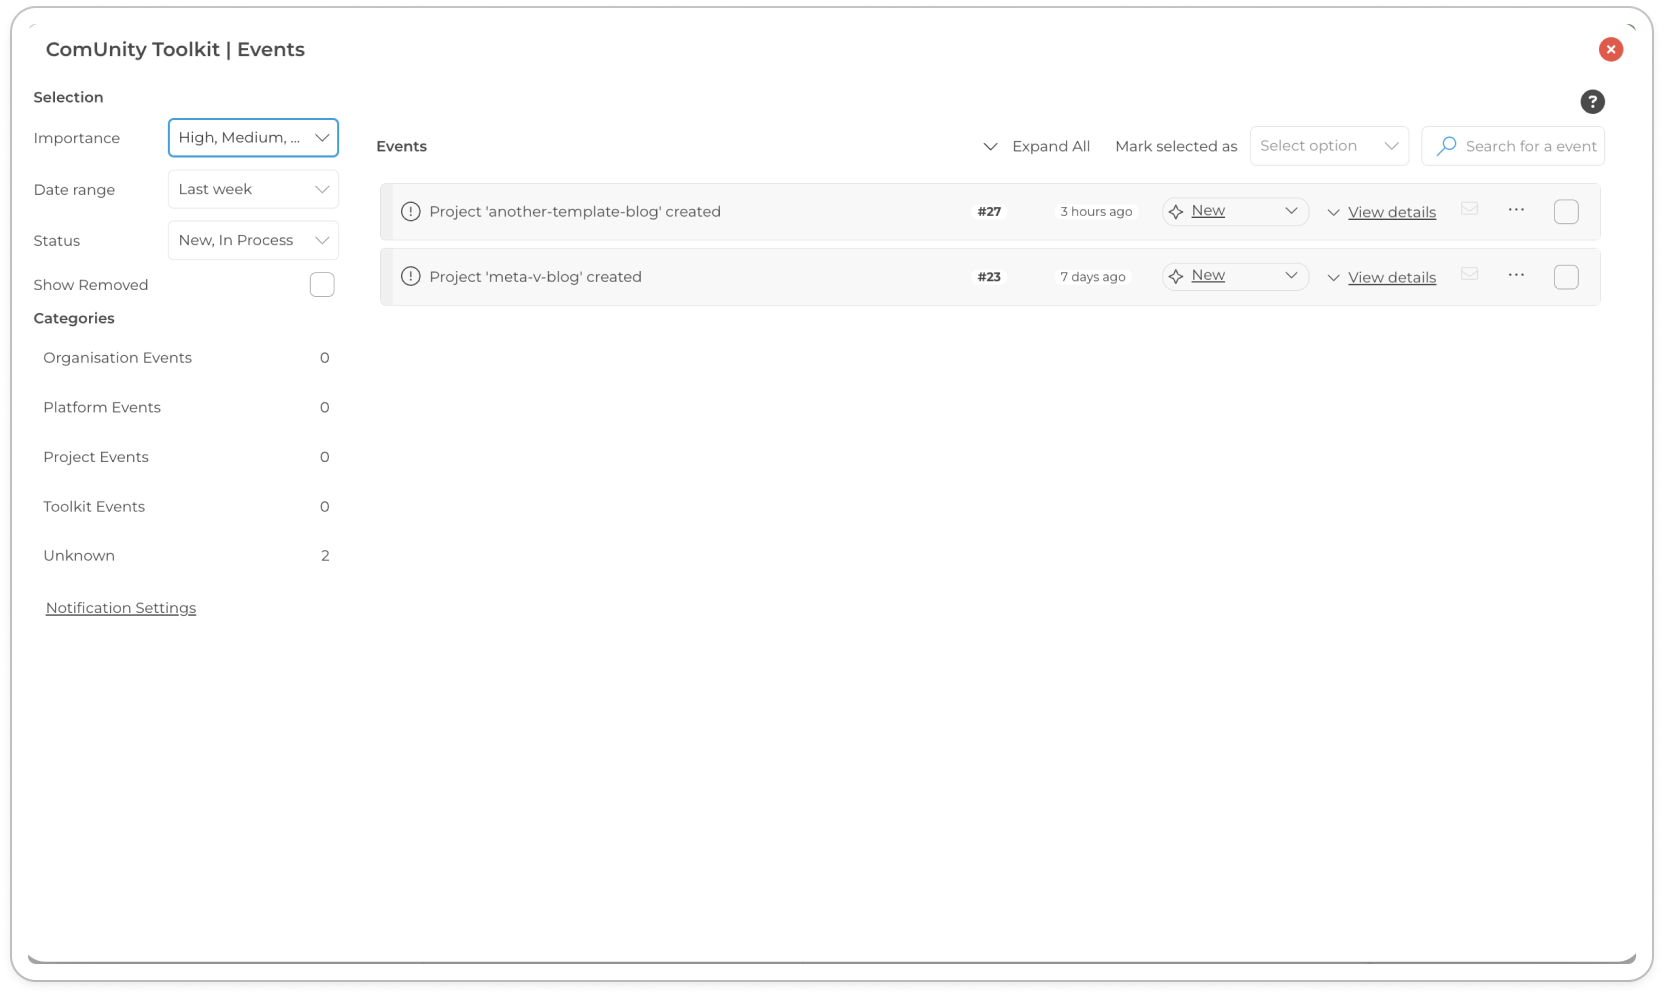 ComUnity Toolkit | Events
Selection
Importance
High, Medium, ...
Date range
Last week
Status
New, In Process
Show Removed
Categories
Organisation Events 0
Platform Events 0
Project Events 0
Toolkit Events 0
Unknown 2
Notification Settings
?
Events
Expand All
Mark selected as
Select option
Search for a event
Project 'another-template-blog' created #27 3 hours ago New View details ...
Project 'meta-v-blog' created #23 7 days ago New View details ...